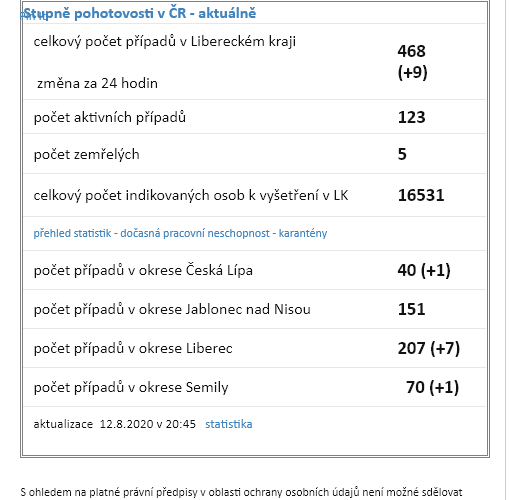 Stupně pohotovosti v ČR - aktuálně
celkový počet případů v Libereckém kraji
468
(+9)
změna za 24 hodin
počet aktivních případů 123
počet zemřelých 5
celkový počet indikovaných osob k vyšetření v LK 16531
přehled statistik - dočasná pracovní neschopnost - karantény
počet případů v okrese Česká Lípa 40 (+1)
počet případů v okrese Jablonec nad Nisou 151
počet případů v okrese Liberec 207 (+7)
počet případů v okrese Semily 70 (+1)
aktualizace 12.8.2020 v 20:45 statistika
S ohledem na platné právní předpisy v oblasti ochrany osobních údajů není možné sdělovat